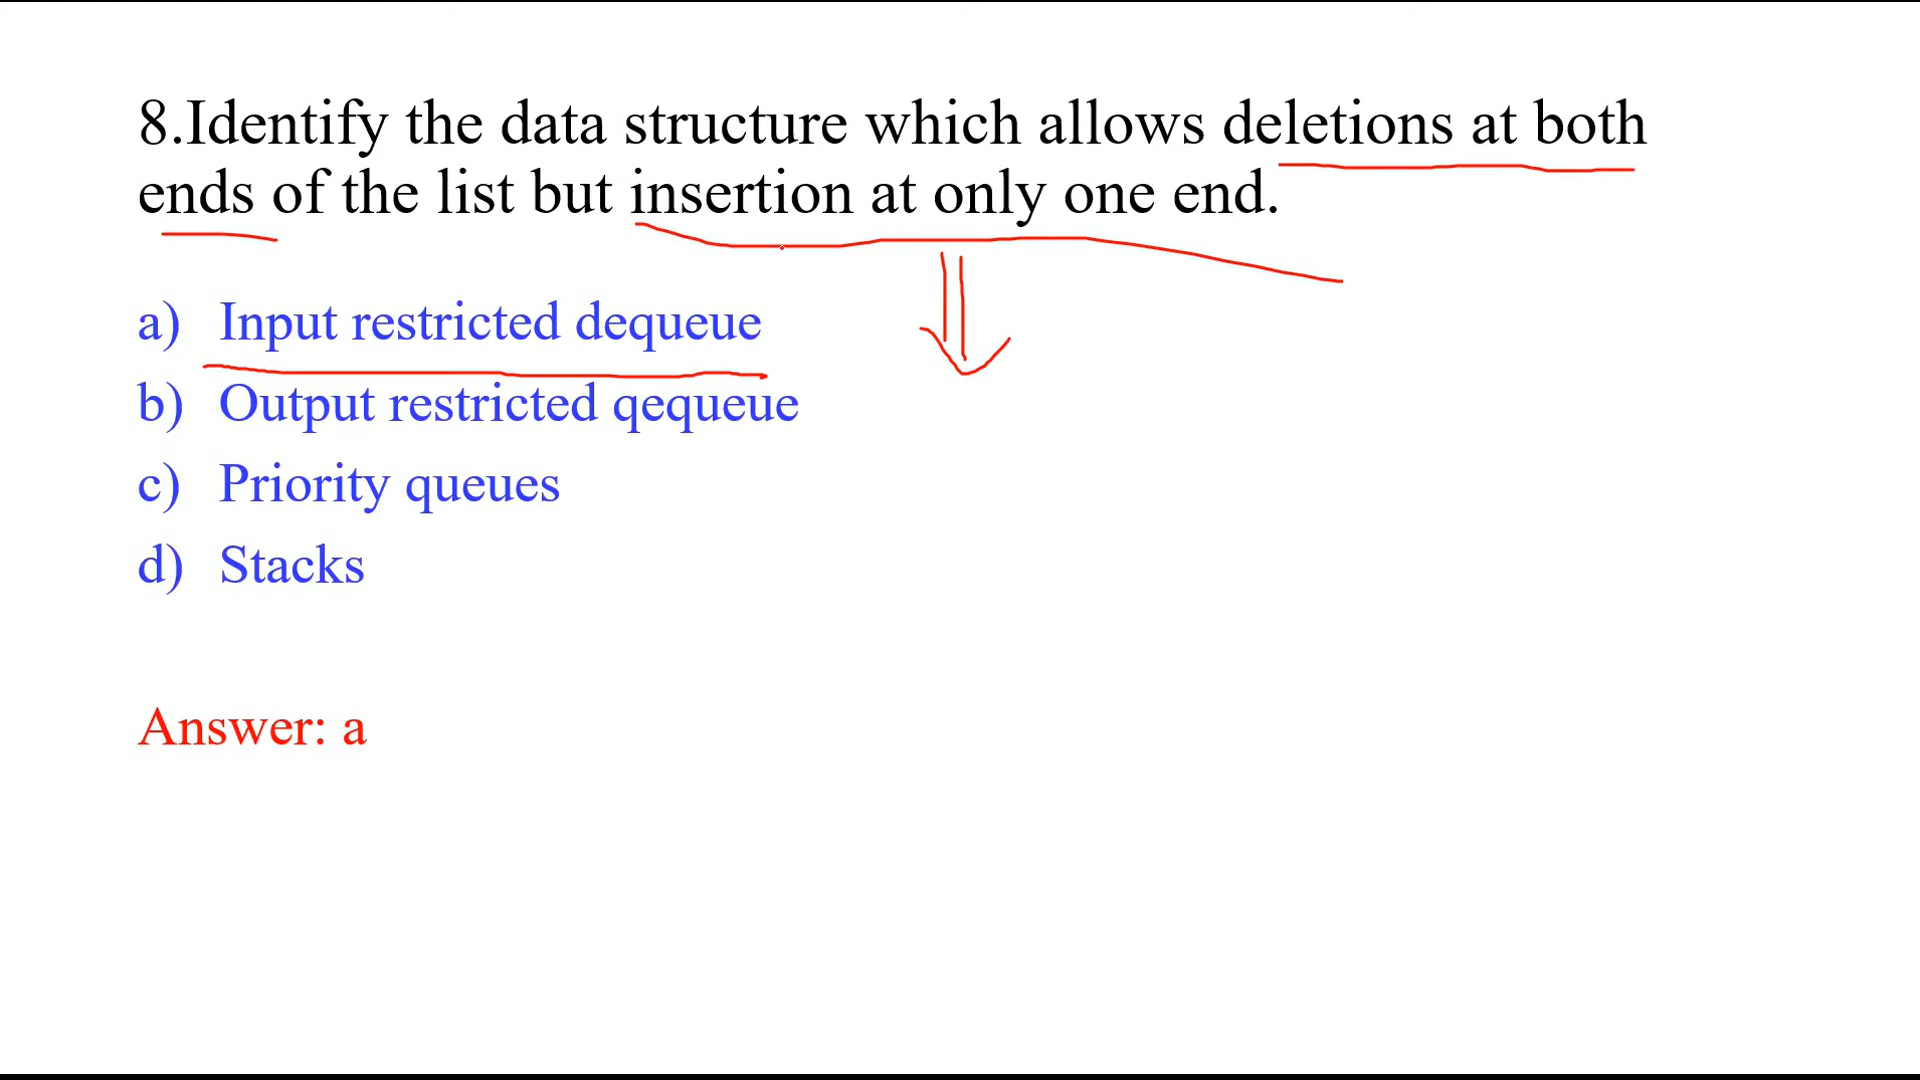 8.Identify the data structure which allows deletions at both
ends of the list but insertion at only one end.
a) Input restricted dequeue
b) Output restricted qequeue
c) Priority queues
d) Stacks
Answer: a